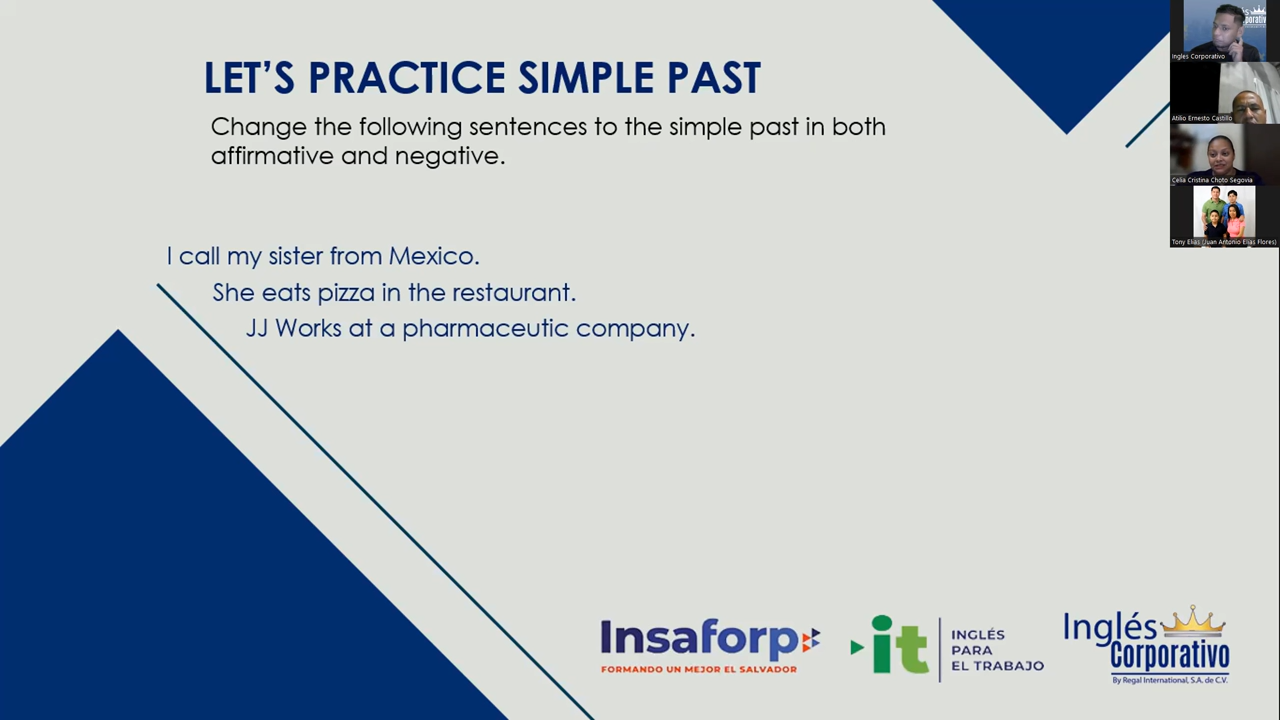 LET’S PRACTICE SIMPLE PAST
Change the following sentences to the simple past in both
affirmative and negative.
I call my sister from Mexico.
She eats pizza in the restaurant.
JJ Works at a pharmaceutic company.
Insaforp
FORMANDO UN MEJOR EL SALVADOR
it
INGLÉS
PARA
EL TRABAJO
Inglés
Corporativo
By Regal International, S.A. de C.V.
Ingles Corporativo
Atilio Ernesto Castillo
Celia Cristina Choto Segovia
Tony Elias (Juan Antonio Elias Flores)